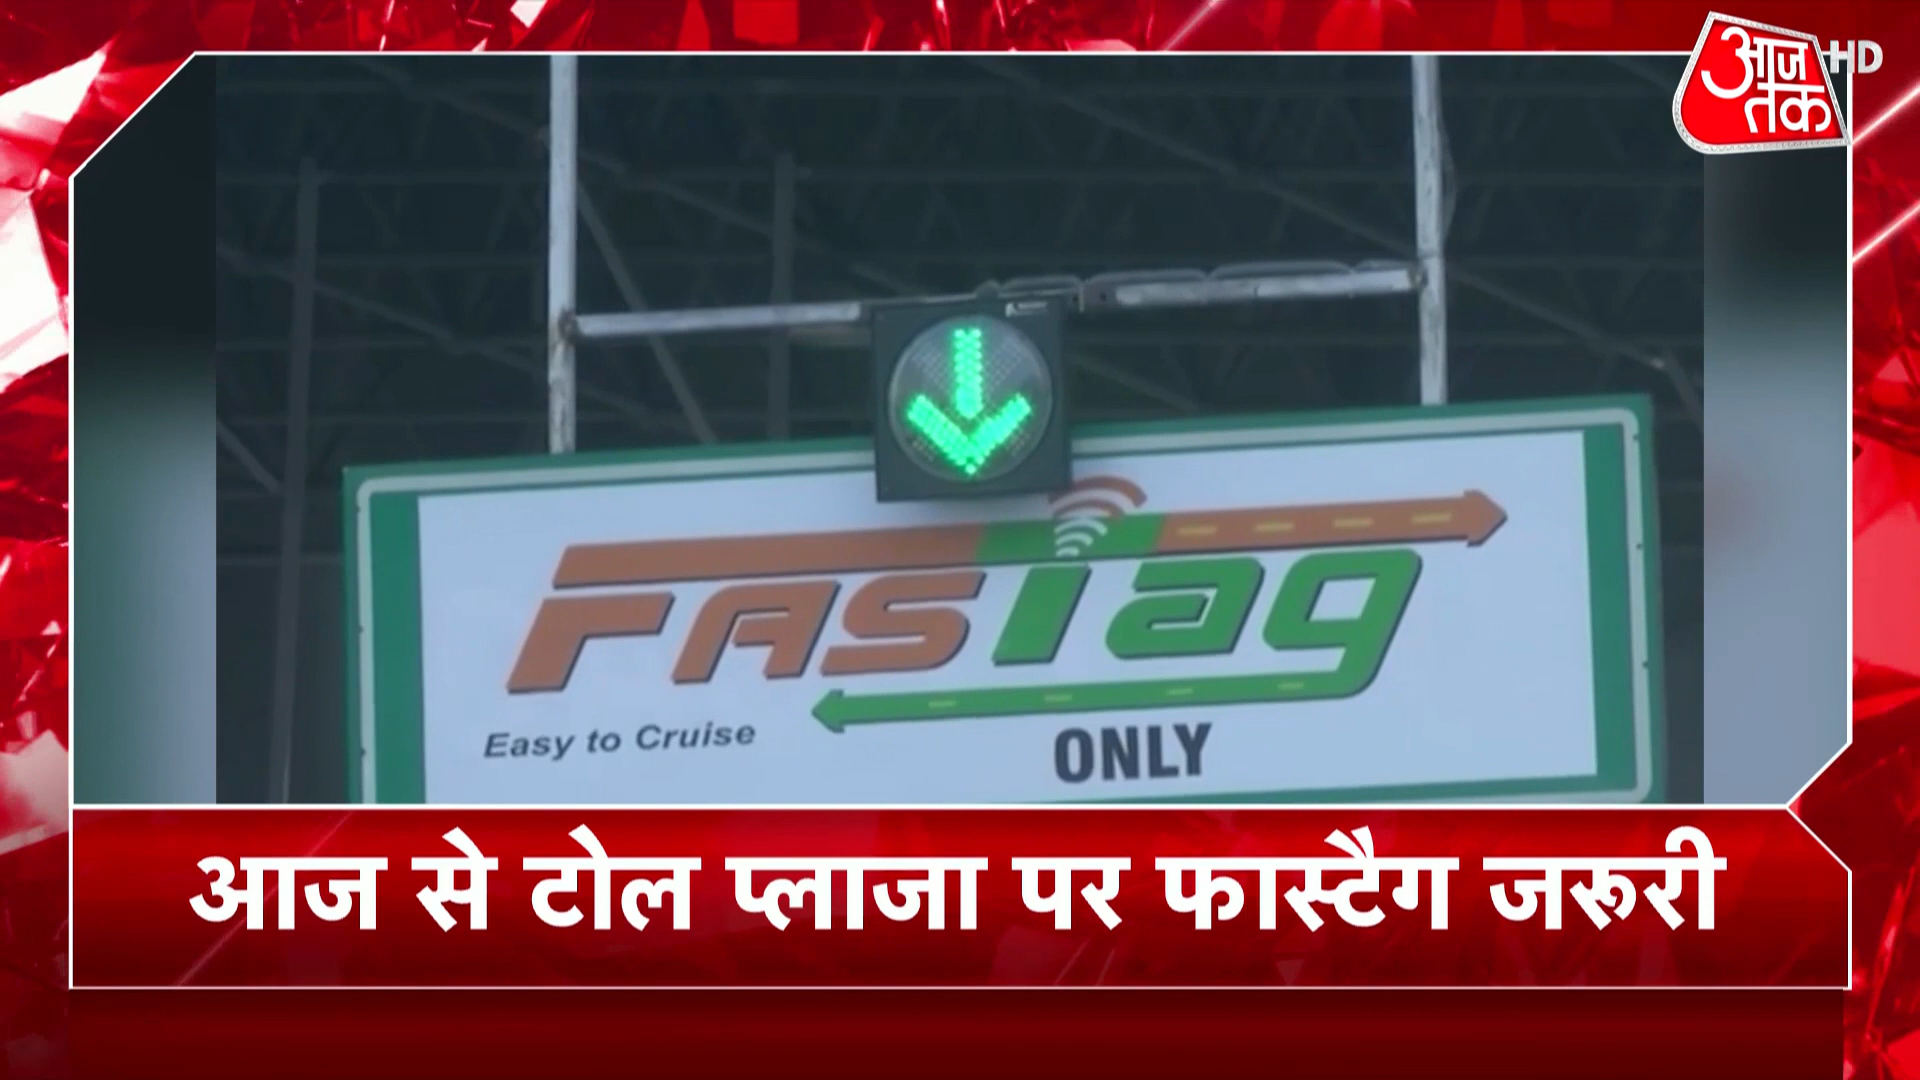 आज तक HD
FASTag
Easy to Cruise
ONLY
आज से टोल प्लाजा पर फास्टैग जरूरी